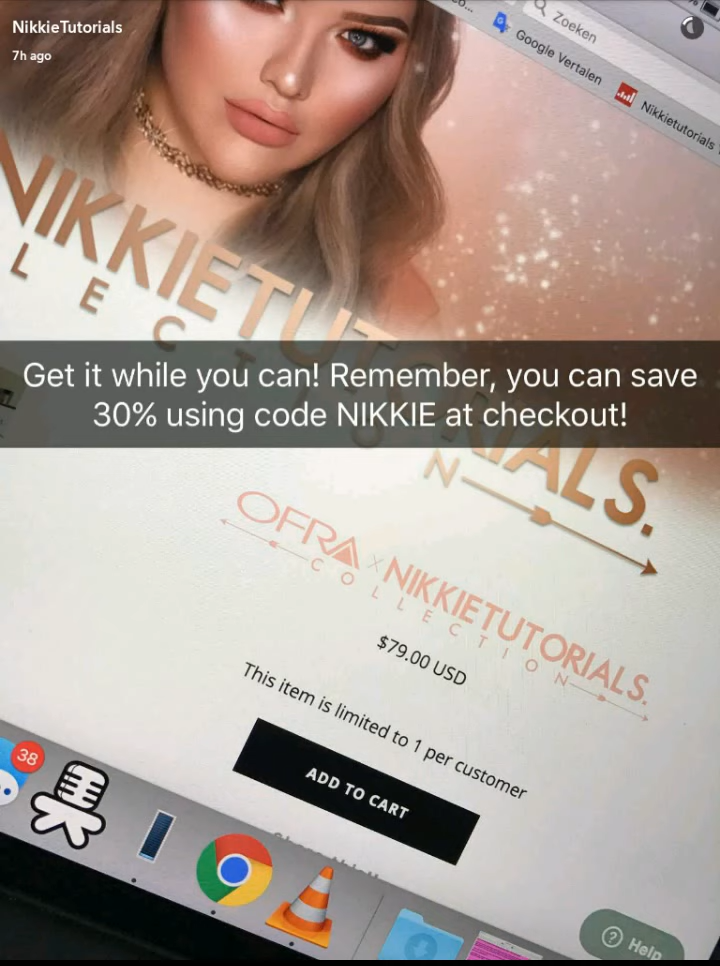 NikkieTutorials
7h ago
Zoeken
Google Vertalen
Nikkietutorials
NIKKIETUTORIALS.
COLLECTION
Get it while you can! Remember, you can save
30% using code NIKKIE at checkout!
OFRA x NIKKIETUTORIALS.
COLLECTION
$79.00 USD
This item is limited to 1 per customer
ADD TO CART
38
? Help